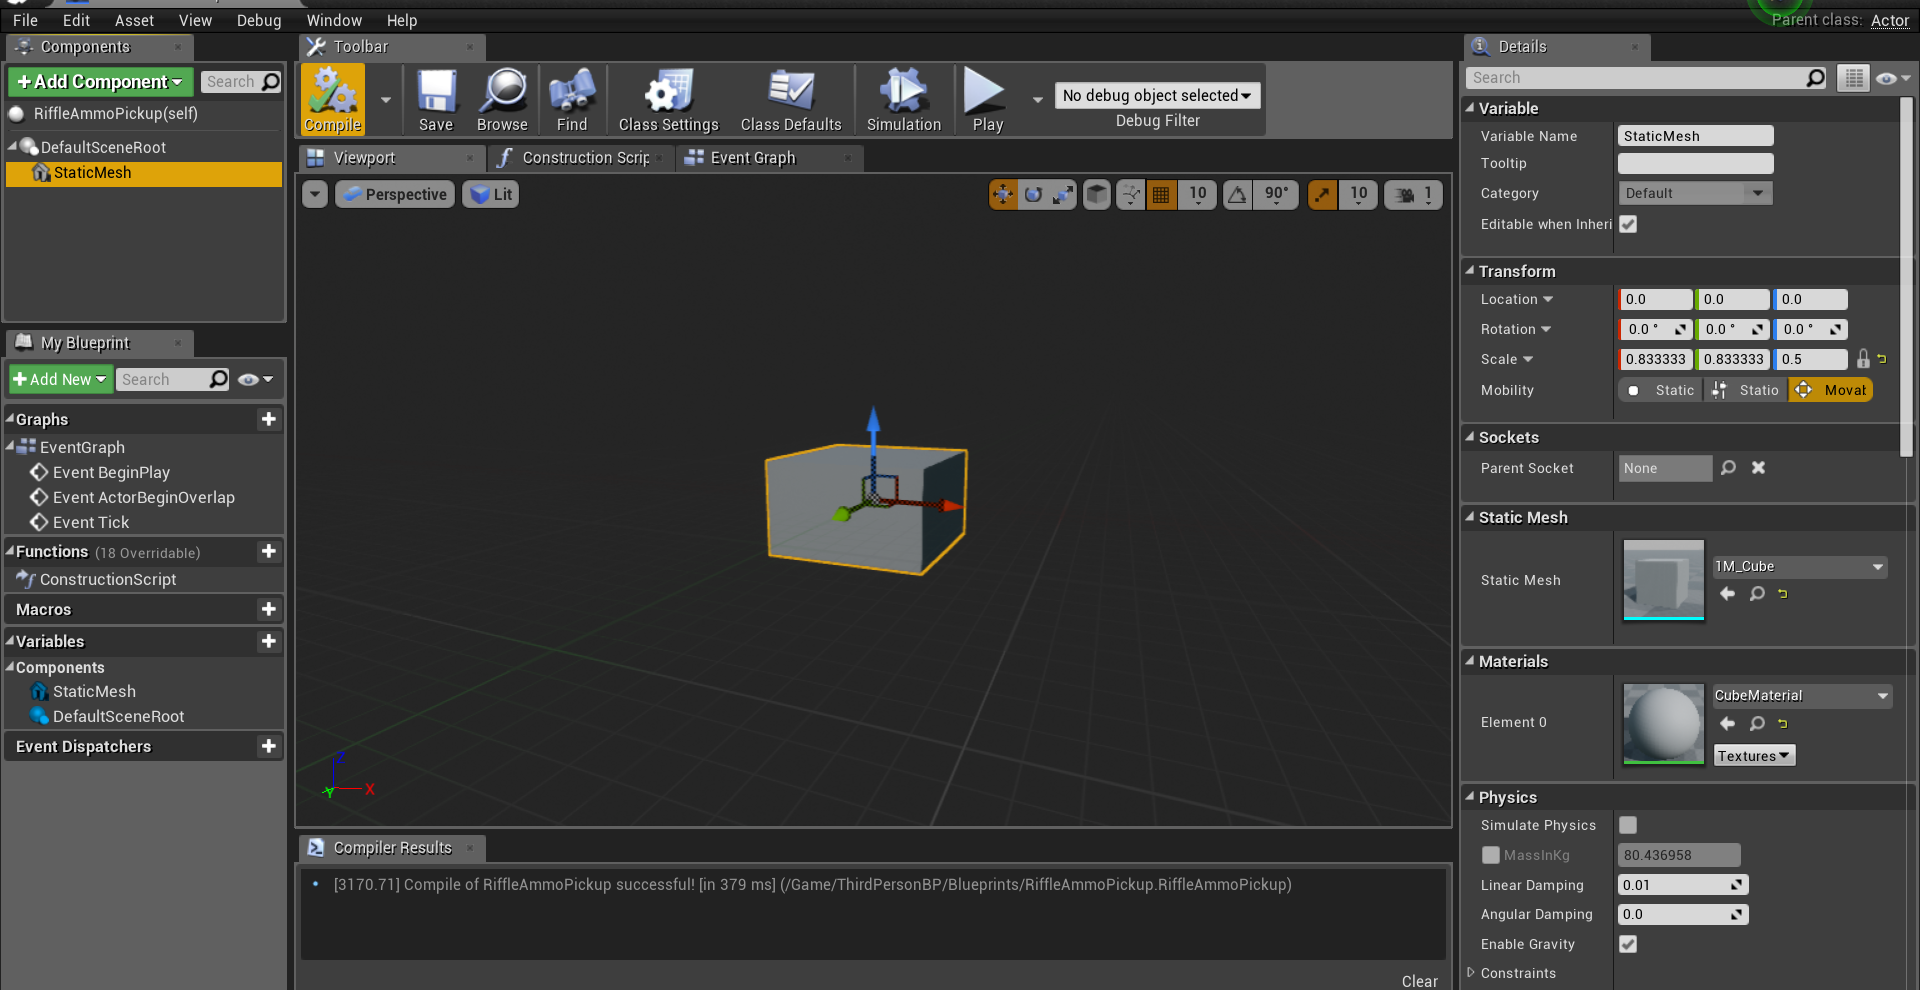 File Edit Asset View Debug Window Help
Parent class: Actor
Components
+Add Component
Search
RiffleAmmoPickup(self)
DefaultSceneRoot
StaticMesh
My Blueprint
+Add New
Search
Graphs
EventGraph
Event BeginPlay
Event ActorBeginOverlap
Event Tick
Functions (18 Overridable)
ConstructionScript
Macros
Variables
Components
StaticMesh
DefaultSceneRoot
Event Dispatchers
Toolbar
Compile
Save
Browse
Find
Class Settings
Class Defaults
Simulation
Play
No debug object selected
Debug Filter
Viewport
Construction Scrip
Event Graph
Perspective
Lit
10
90°
10
1
Z
Y
X
Compiler Results
[3170.71] Compile of RiffleAmmoPickup successful! [in 379 ms] (/Game/ThirdPersonBP/Blueprints/RiffleAmmoPickup.RiffleAmmoPickup)
Clear
Details
Search
Variable
Variable Name StaticMesh
Tooltip
Category Default
Editable when Inheri
Transform
Location 0.0 0.0 0.0
Rotation 0.0 ° 0.0 ° 0.0 °
Scale 0.833333 0.833333 0.5
Mobility Static Statio Movab
Sockets
Parent Socket None
Static Mesh
Static Mesh 1M_Cube
Materials
Element 0 CubeMaterial
Textures
Physics
Simulate Physics
MassInKg 80.436958
Linear Damping 0.01
Angular Damping 0.0
Enable Gravity
Constraints